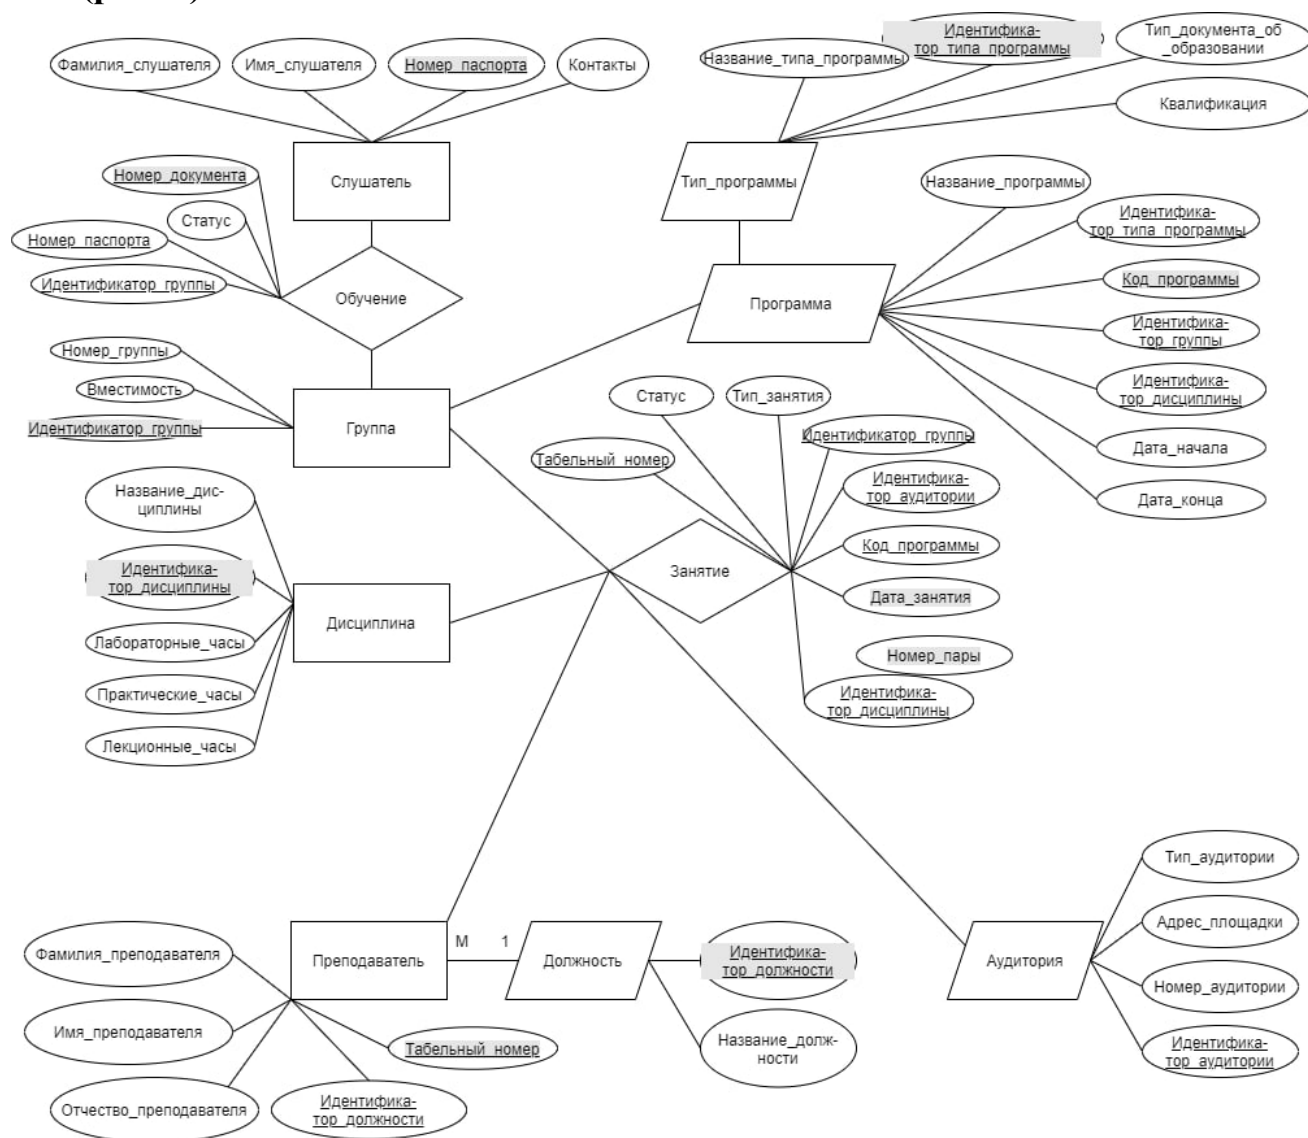 Фамилия_слушателя
Имя_слушателя
Номер_паспорта
Контакты
Название_типа_программы
Идентифика-
тор_типа_программы
Тип_документа_об
_образовании
Квалификация
Слушатель
Тип_программы
Номер_документа
Статус
Номер_паспорта
Идентификатор_группы
Обучение
Название_программы
Идентифика-
тор_типа_программы
Код_программы
Идентифика-
тор_группы
Идентифика-
тор_дисциплины
Дата_начала
Дата_конца
Программа
Номер_группы
Вместимость
Идентификатор_группы
Группа
Статус
Тип_занятия
Табельный_номер
Идентификатор_группы
Идентифика-
тор_аудитории
Код_программы
Дата_занятия
Номер_пары
Идентифика-
тор_дисциплины
Занятие
Название_дис-
циплины
Идентифика-
тор_дисциплины
Лабораторные_часы
Практические_часы
Лекционные_часы
Дисциплина
Фамилия_преподавателя
Имя_преподавателя
Отчество_преподавателя
Идентифика-
тор_должности
Табельный_номер
Преподаватель
М
1
Должность
Идентифика-
тор_должности
Название_долж-
ности
Аудитория
Тип_аудитории
Адрес_площадки
Номер_аудитории
Идентифика-
тор_аудитории